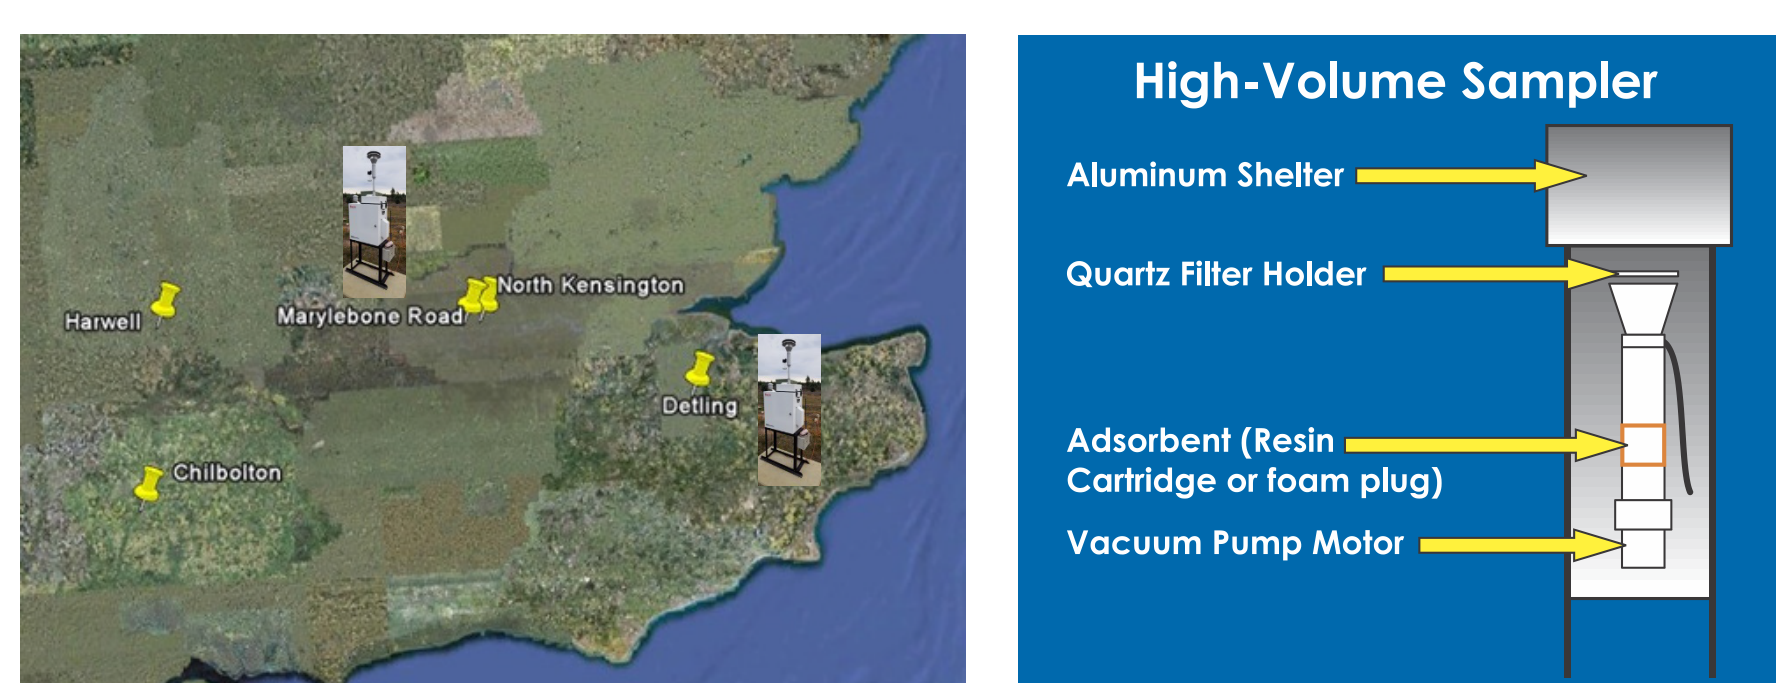 North Kensington
Marylebone Road
Harwell
Detling
Chilbolton
High-Volume Sampler
Aluminum Shelter
Quartz Filter Holder
Adsorbent (Resin
Cartridge or foam plug)
Vacuum Pump Motor